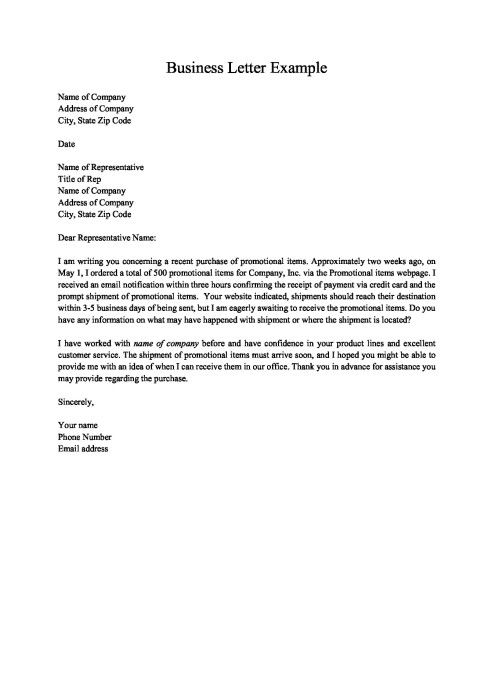 Business Letter Example
Name of Company
Address of Company
City, State Zip Code
Date
Name of Representative
Title of Rep
Name of Company
Address of Company
City, State Zip Code
Dear Representative Name:
I am writing you concerning a recent purchase of promotional items. Approximately two weeks ago, on
May 1, I ordered a total of 500 promotional items for Company, Inc. via the Promotional items webpage. I
received an email notification within three hours confirming the receipt of payment via credit card and the
prompt shipment of promotional items. Your website indicated, shipments should reach their destination
within 3-5 business days of being sent, but I am eagerly awaiting to receive the promotional items. Do you
have any information on what may have happened with shipment or where the shipment is located?
I have worked with name of company before and have confidence in your product lines and excellent
customer service. The shipment of promotional items must arrive soon, and I hoped you might be able to
provide me with an idea of when I can receive them in our office. Thank you in advance for assistance you
may provide regarding the purchase.
Sincerely,
Your name
Phone Number
Email address